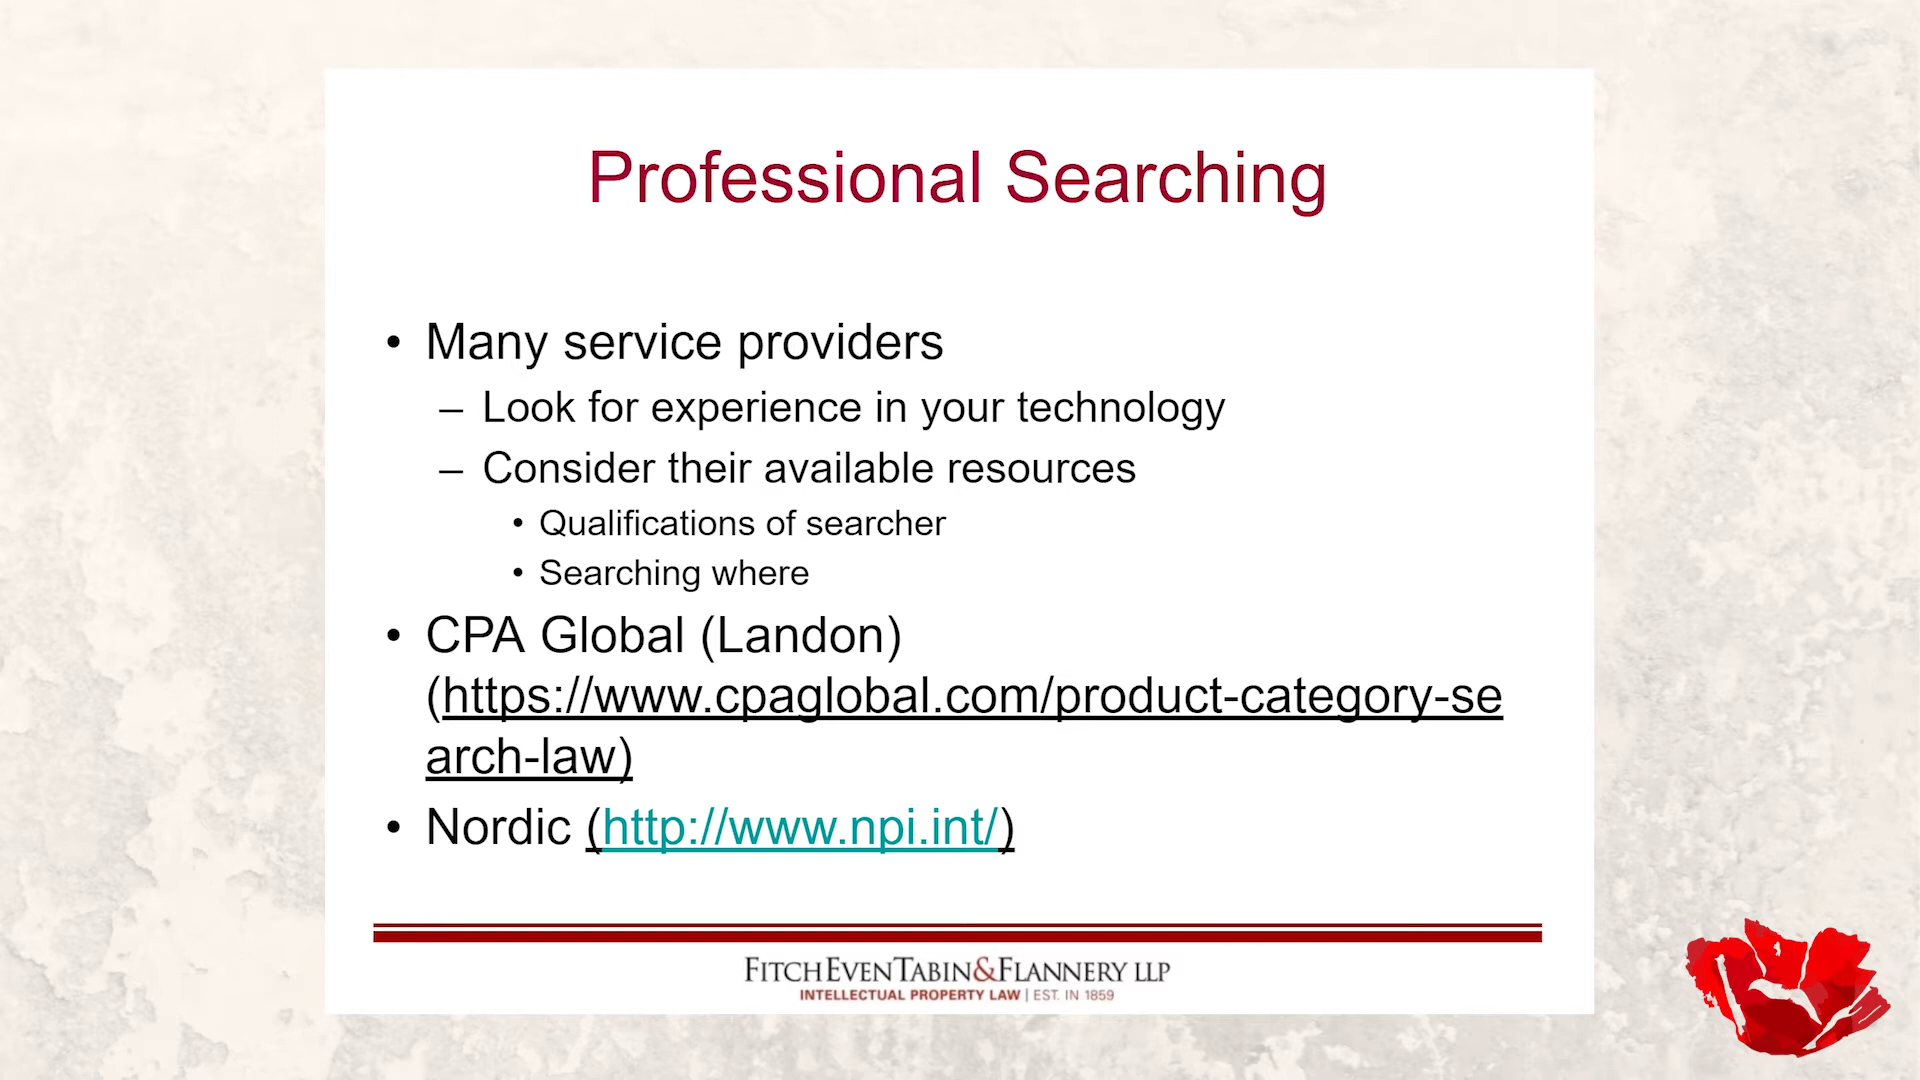 Professional Searching
• Many service providers
– Look for experience in your technology
– Consider their available resources
• Qualifications of searcher
• Searching where
• CPA Global (Landon)
(https://www.cpaglobal.com/product-category-se
arch-law)
• Nordic (http://www.npi.int/)
FITCH EVEN TABIN & FLANNERY LLP
INTELLECTUAL PROPERTY LAW | EST. IN 1859